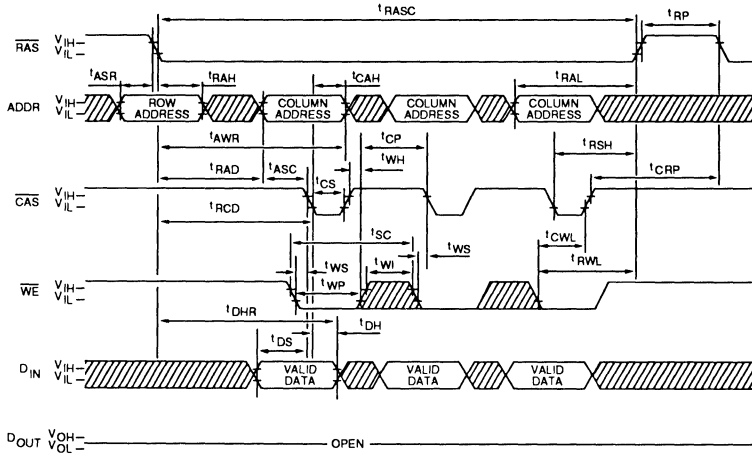 tRASC
tRP
RAS VIH VIL
tASR
tRAH
tCAH
tRAL
ADDR VIH VIL
ROW ADDRESS
COLUMN ADDRESS
COLUMN ADDRESS
COLUMN ADDRESS
tAWR
tCP
tWH
tRSH
tRAD
tASC
tCS
tCRP
CAS VIH VIL
tRCD
tSC
tCWL
tWS
tWP
tWI
tWS
tRWL
WE VIH VIL
tDHR
tDH
tDS
DIN VIH VIL
VALID DATA
VALID DATA
VALID DATA
DOUT VOH VOL
OPEN